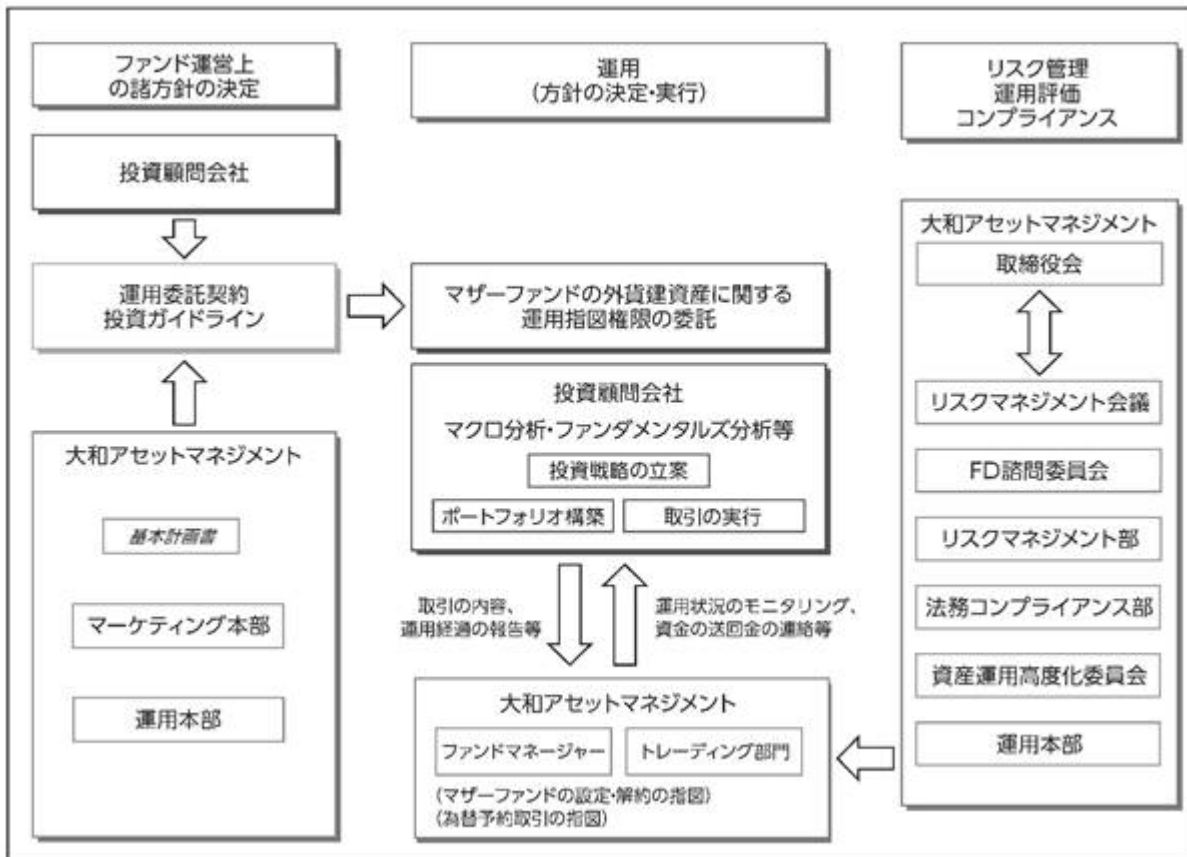 ファンド運営上
の諸方針の決定
投資顧問会社
運用委託契約
投資ガイドライン
大和アセットマネジメント
基本計画書
マーケティング本部
運用本部
運用
(方針の決定・実行)
マザーファンドの外貨建資産に関する
運用指図権限の委託
投資顧問会社
マクロ分析・ファンダメンタルズ分析等
投資戦略の立案
ポートフォリオ構築
取引の実行
取引の内容、
運用経過の報告等
運用状況のモニタリング、
資金の送回金の連絡等
大和アセットマネジメント
ファンドマネージャー
トレーディング部門
(マザーファンドの設定・解約の指図)
(為替予約取引の指図)
リスク管理
運用評価
コンプライアンス
大和アセットマネジメント
取締役会
リスクマネジメント会議
FD諮問委員会
リスクマネジメント部
法務コンプライアンス部
資産運用高度化委員会
運用本部